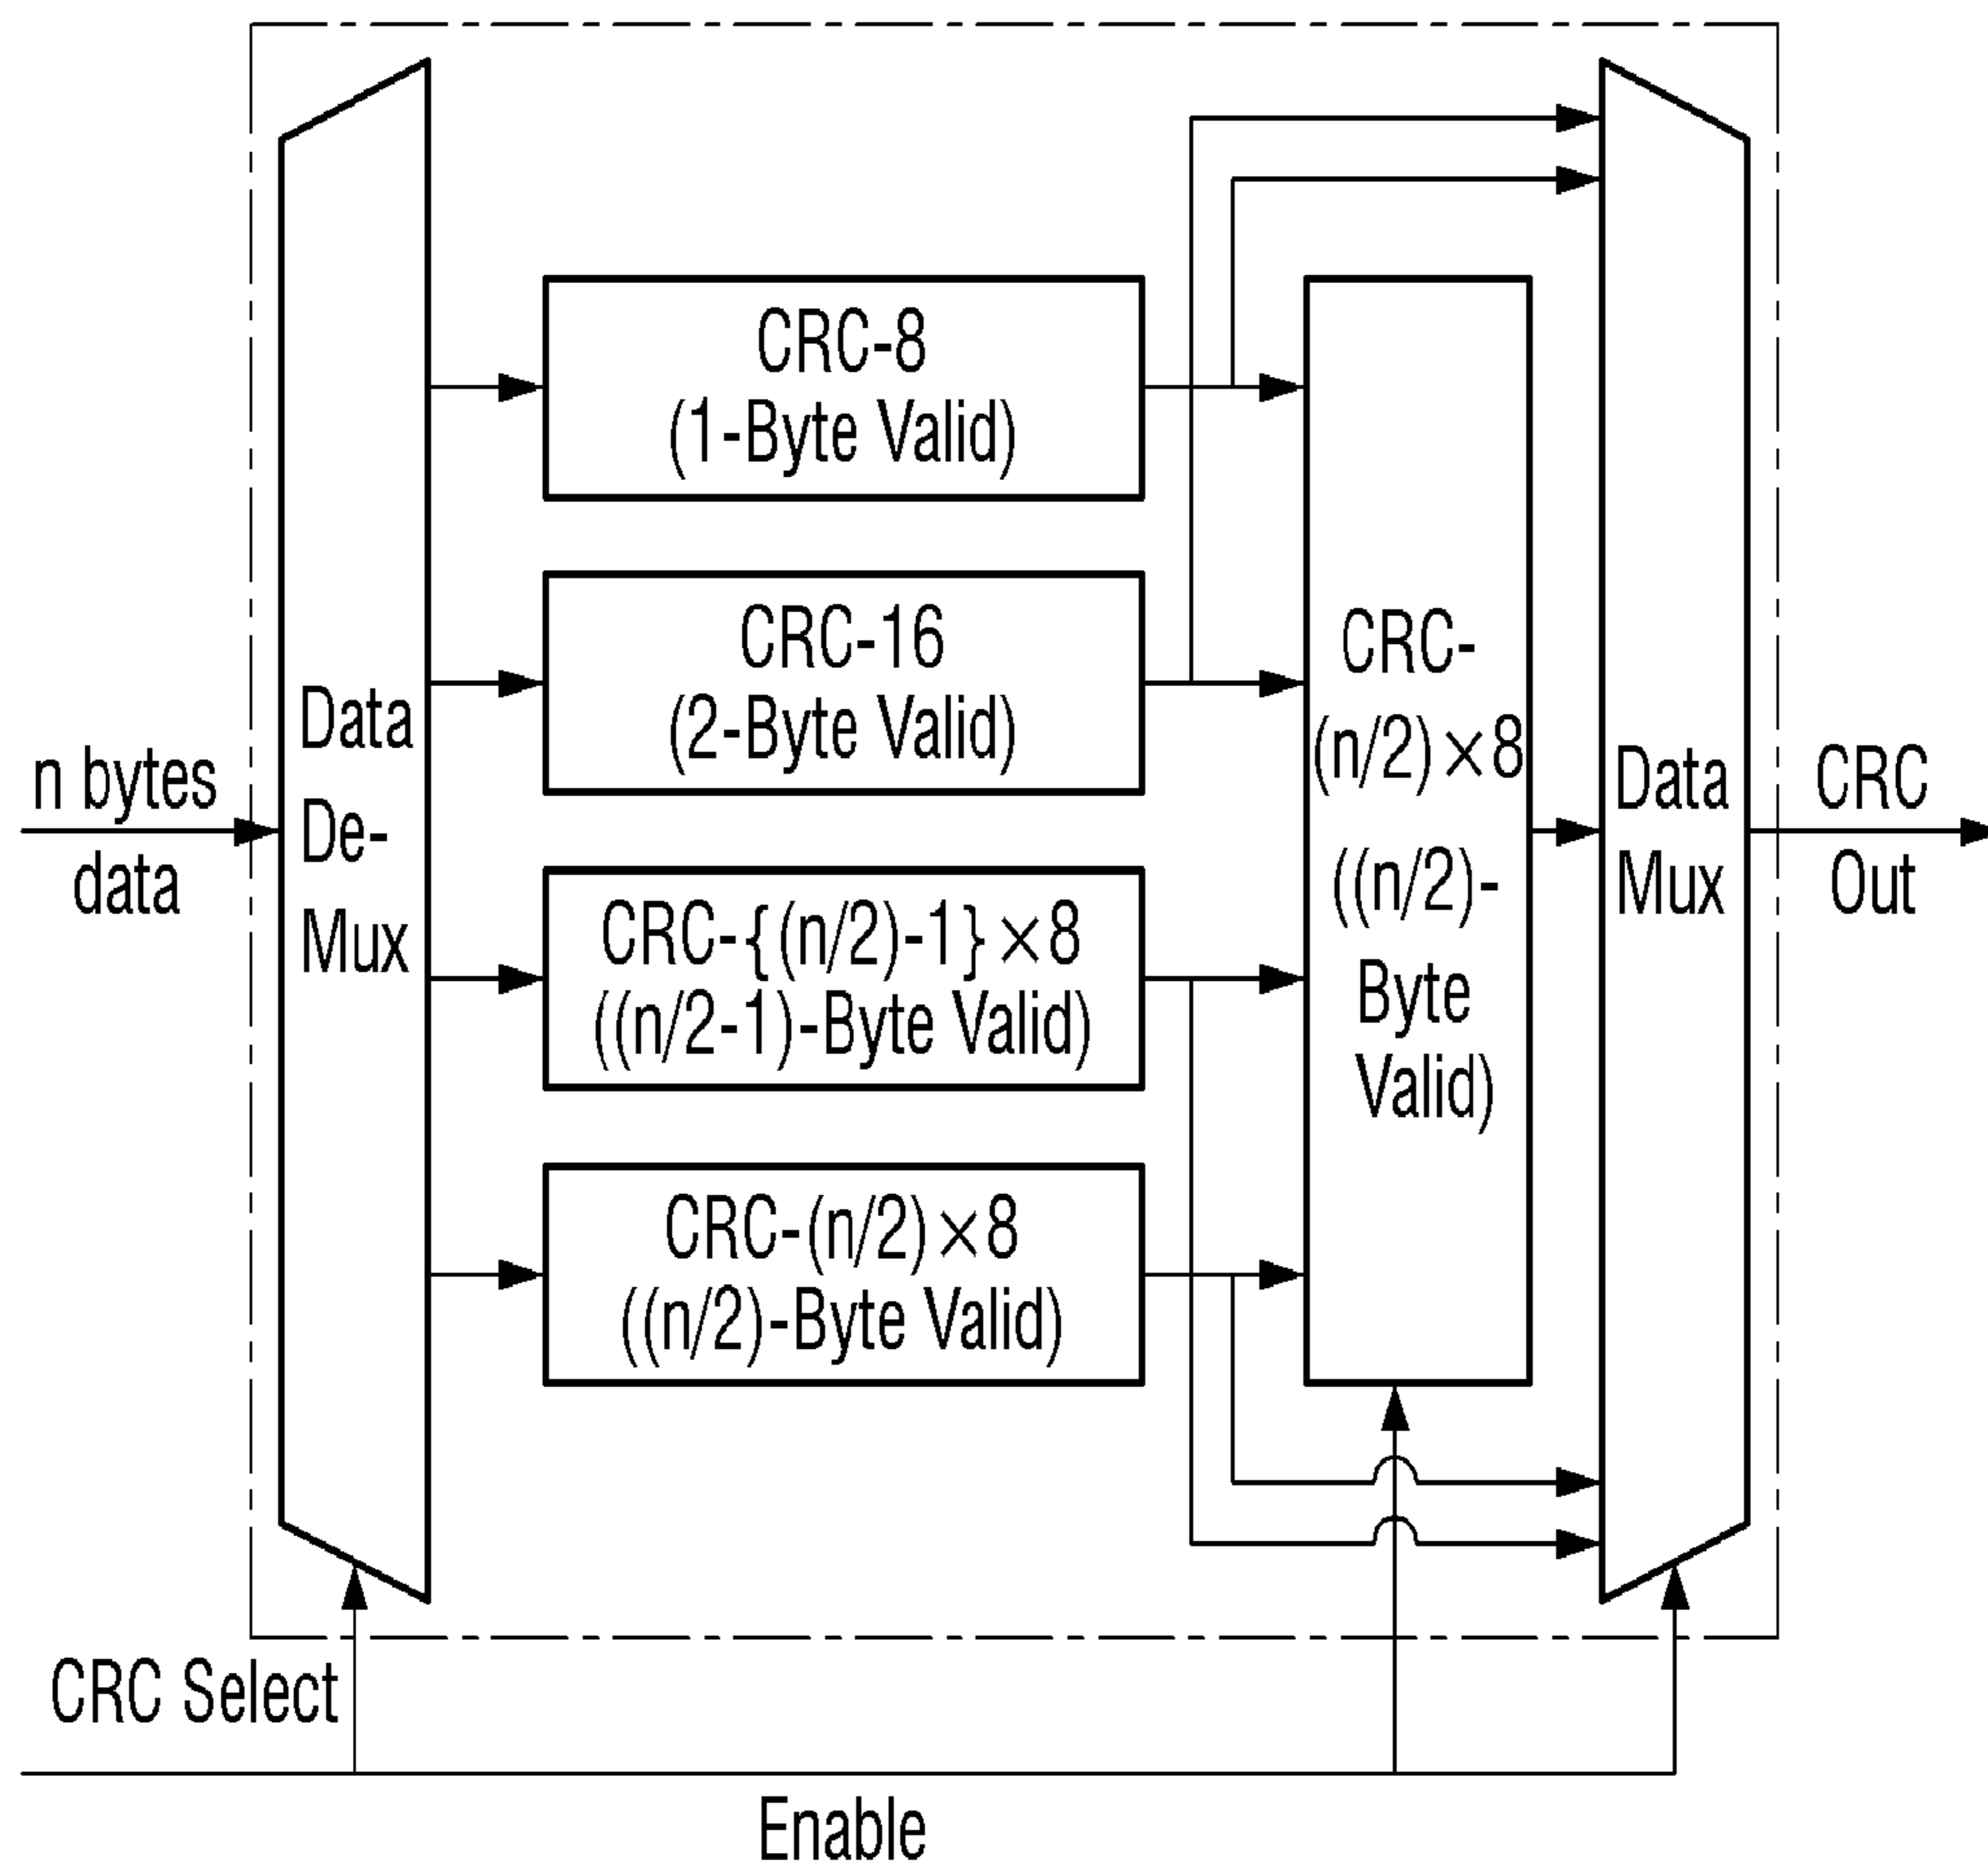 n bytes
data
Data
De-
Mux
CRC-8
(1-Byte Valid)
CRC-16
(2-Byte Valid)
CRC-{(n/2)-1}×8
((n/2-1)-Byte Valid)
CRC-(n/2)×8
((n/2)-Byte Valid)
CRC-
(n/2)×8
((n/2)-
Byte
Valid)
Data
Mux
CRC
Out
CRC Select
Enable